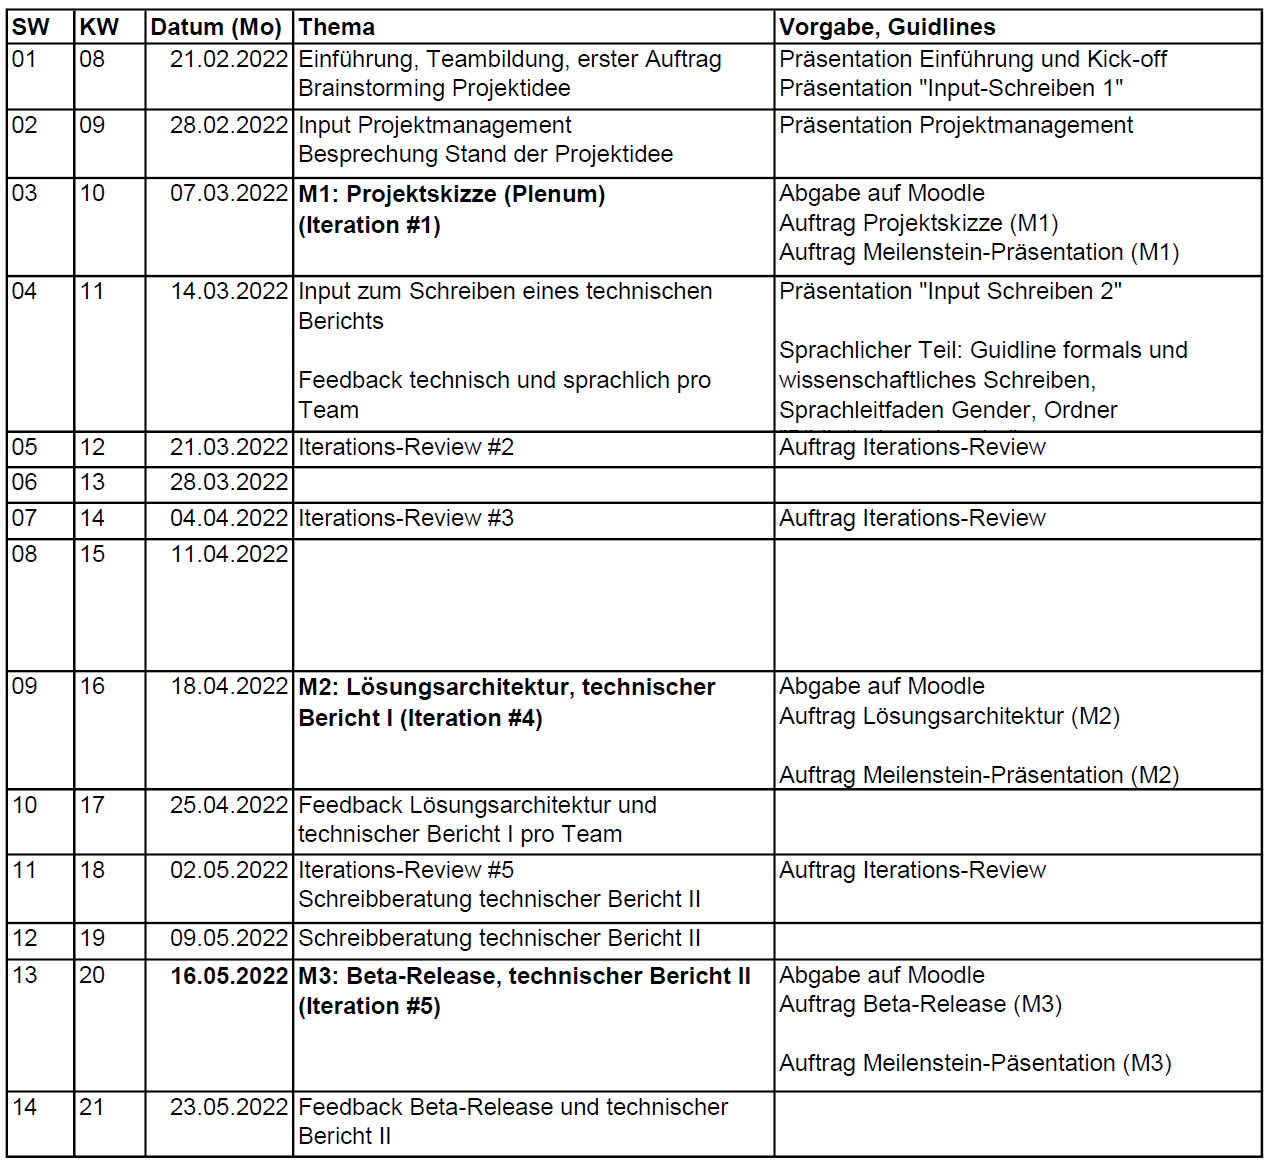 SW KW Datum (Mo) Thema Vorgabe, Guidlines
01 08 21.02.2022 Einführung, Teambildung, erster Auftrag Präsentation Einführung und Kick-off
Brainstorming Projektidee Präsentation "Input-Schreiben 1"
02 09 28.02.2022 Input Projektmanagement Präsentation Projektmanagement
Besprechung Stand der Projektidee
03 10 07.03.2022 M1: Projektskizze (Plenum) Abgabe auf Moodle
(Iteration #1) Auftrag Projektskizze (M1)
Auftrag Meilenstein-Präsentation (M1)
04 11 14.03.2022 Input zum Schreiben eines technischen Präsentation "Input Schreiben 2"
Berichts
Sprachlicher Teil: Guidline formals und
Feedback technisch und sprachlich pro wissenschaftliches Schreiben,
Team Sprachleitfaden Gender, Ordner
05 12 21.03.2022 Iterations-Review #2 Auftrag Iterations-Review
06 13 28.03.2022
07 14 04.04.2022 Iterations-Review #3 Auftrag Iterations-Review
08 15 11.04.2022
09 16 18.04.2022 M2: Lösungsarchitektur, technischer Abgabe auf Moodle
Bericht I (Iteration #4) Auftrag Lösungsarchitektur (M2)
Auftrag Meilenstein-Präsentation (M2)
10 17 25.04.2022 Feedback Lösungsarchitektur und
technischer Bericht I pro Team
11 18 02.05.2022 Iterations-Review #5 Auftrag Iterations-Review
Schreibberatung technischer Bericht II
12 19 09.05.2022 Schreibberatung technischer Bericht II
13 20 16.05.2022 M3: Beta-Release, technischer Bericht II Abgabe auf Moodle
(Iteration #5) Auftrag Beta-Release (M3)
Auftrag Meilenstein-Päsentation (M3)
14 21 23.05.2022 Feedback Beta-Release und technischer
Bericht II